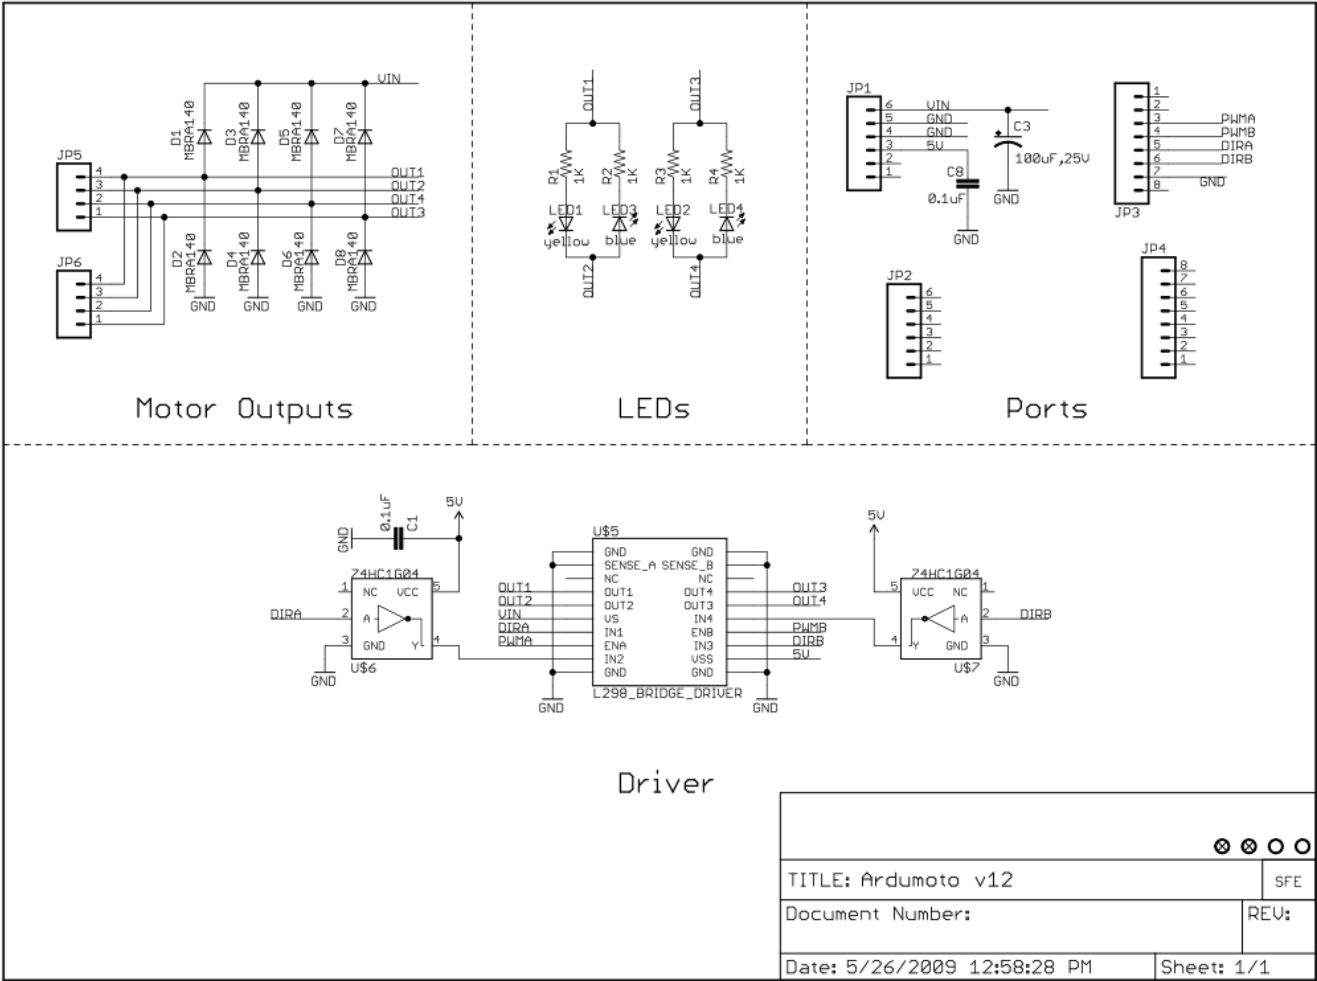 VIN
D1
MBRA140
D3
MBRA140
D5
MBRA140
D7
MBRA140
JP5
4
3
2
1
OUT1
OUT2
OUT4
OUT3
D2
MBRA140
D4
MBRA140
D6
MBRA140
D8
MBRA140
JP6
4
3
2
1
GND
GND
GND
GND
Motor Outputs
OUT1
OUT3
R1
1K
R2
1K
R3
1K
R4
1K
LED1
LED3
LED2
LED4
yellow
blue
yellow
blue
OUT2
OUT4
LEDs
JP1
6
5
4
3
2
1
VIN
GND
GND
5V
C3
100uF,25V
GND
C8
0.1uF
GND
1
2
3
4
5
6
7
8
PWMA
PWMB
DIRA
DIRB
GND
JP3
JP2
6
5
4
3
2
1
JP4
8
7
6
5
4
3
2
1
Ports
GND
0.1uF
C1
5V
74HC1G04
1
NC
VCC
5
DIRA
2
A
3
GND
Y
4
GND
U$6
U$5
GND
GND
SENSE_A
SENSE_B
NC
NC
OUT1
OUT1
OUT4
OUT3
OUT2
OUT2
OUT3
OUT4
VIN
VS
IN4
DIRA
IN1
ENB
PWMB
PWMA
ENA
IN3
DIRB
IN2
VSS
5V
GND
GND
L298_BRIDGE_DRIVER
GND
GND
5V
74HC1G04
5
VCC
NC
1
A
2
DIRB
4
Y
GND
3
U$7
GND
Driver
TITLE: Ardumoto v12
SFE
Document Number:
REV:
Date: 5/26/2009 12:58:28 PM
Sheet: 1/1